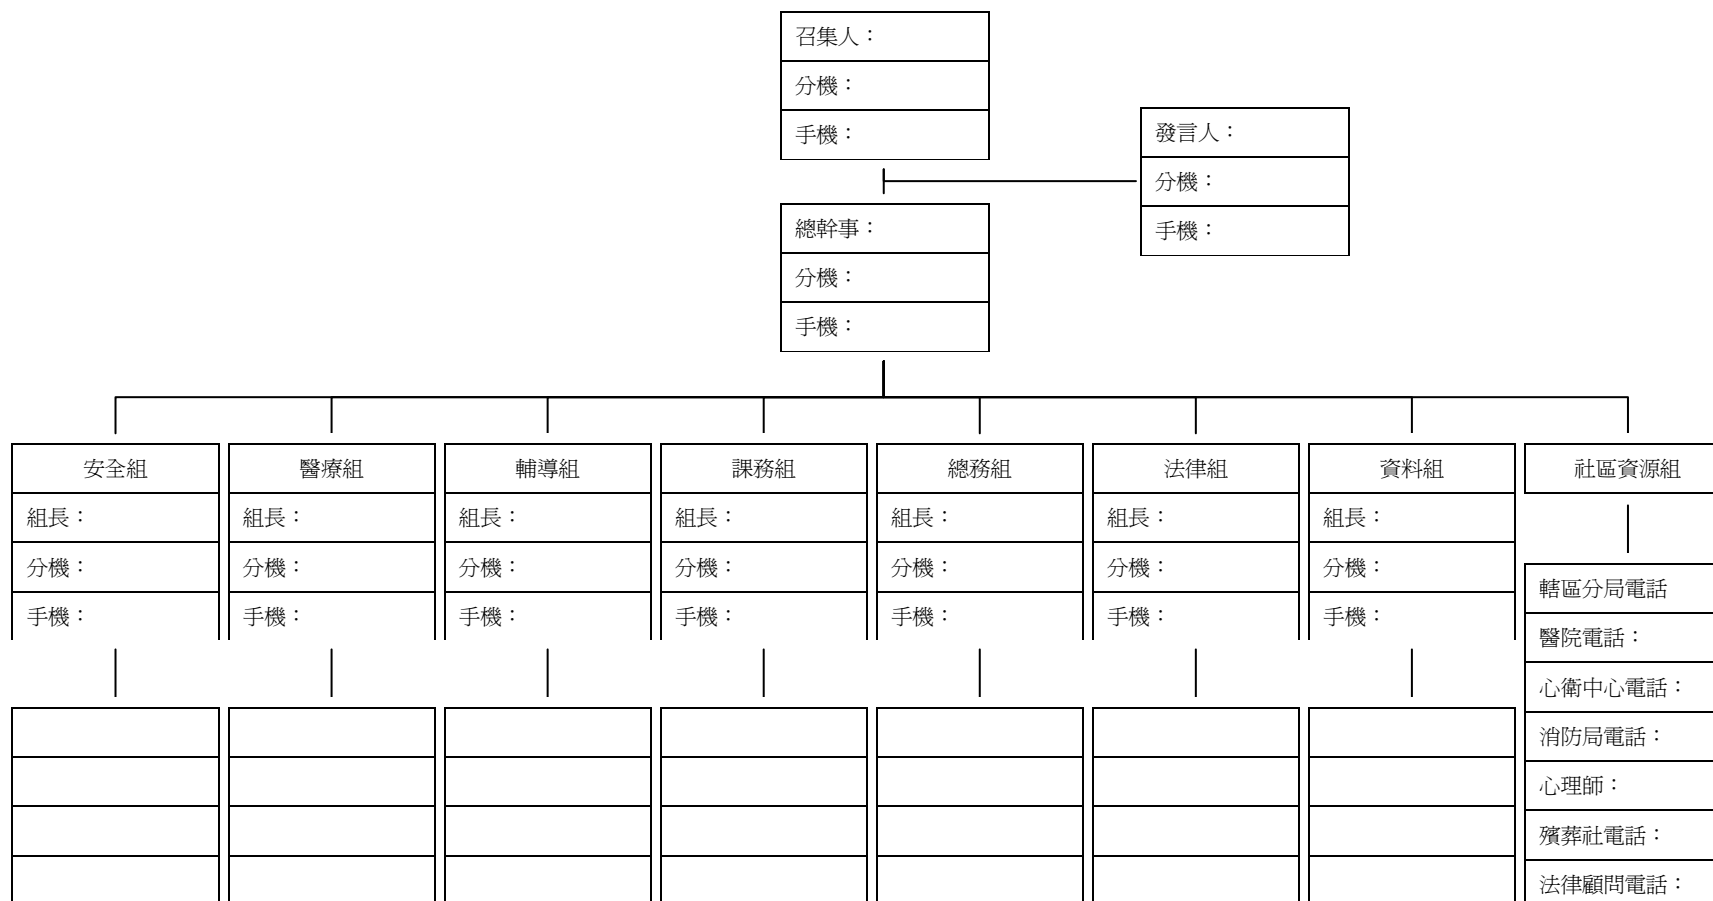 召集人：
分機：
手機：
發言人：
分機：
手機：
總幹事：
分機：
手機：
安全組
組長：
分機：
手機：
醫療組
組長：
分機：
手機：
輔導組
組長：
分機：
手機：
課務組
組長：
分機：
手機：
總務組
組長：
分機：
手機：
法律組
組長：
分機：
手機：
資料組
組長：
分機：
手機：
社區資源組
轄區分局電話
醫院電話：
心衛中心電話：
消防局電話：
心理師：
殯葬社電話：
法律顧問電話：